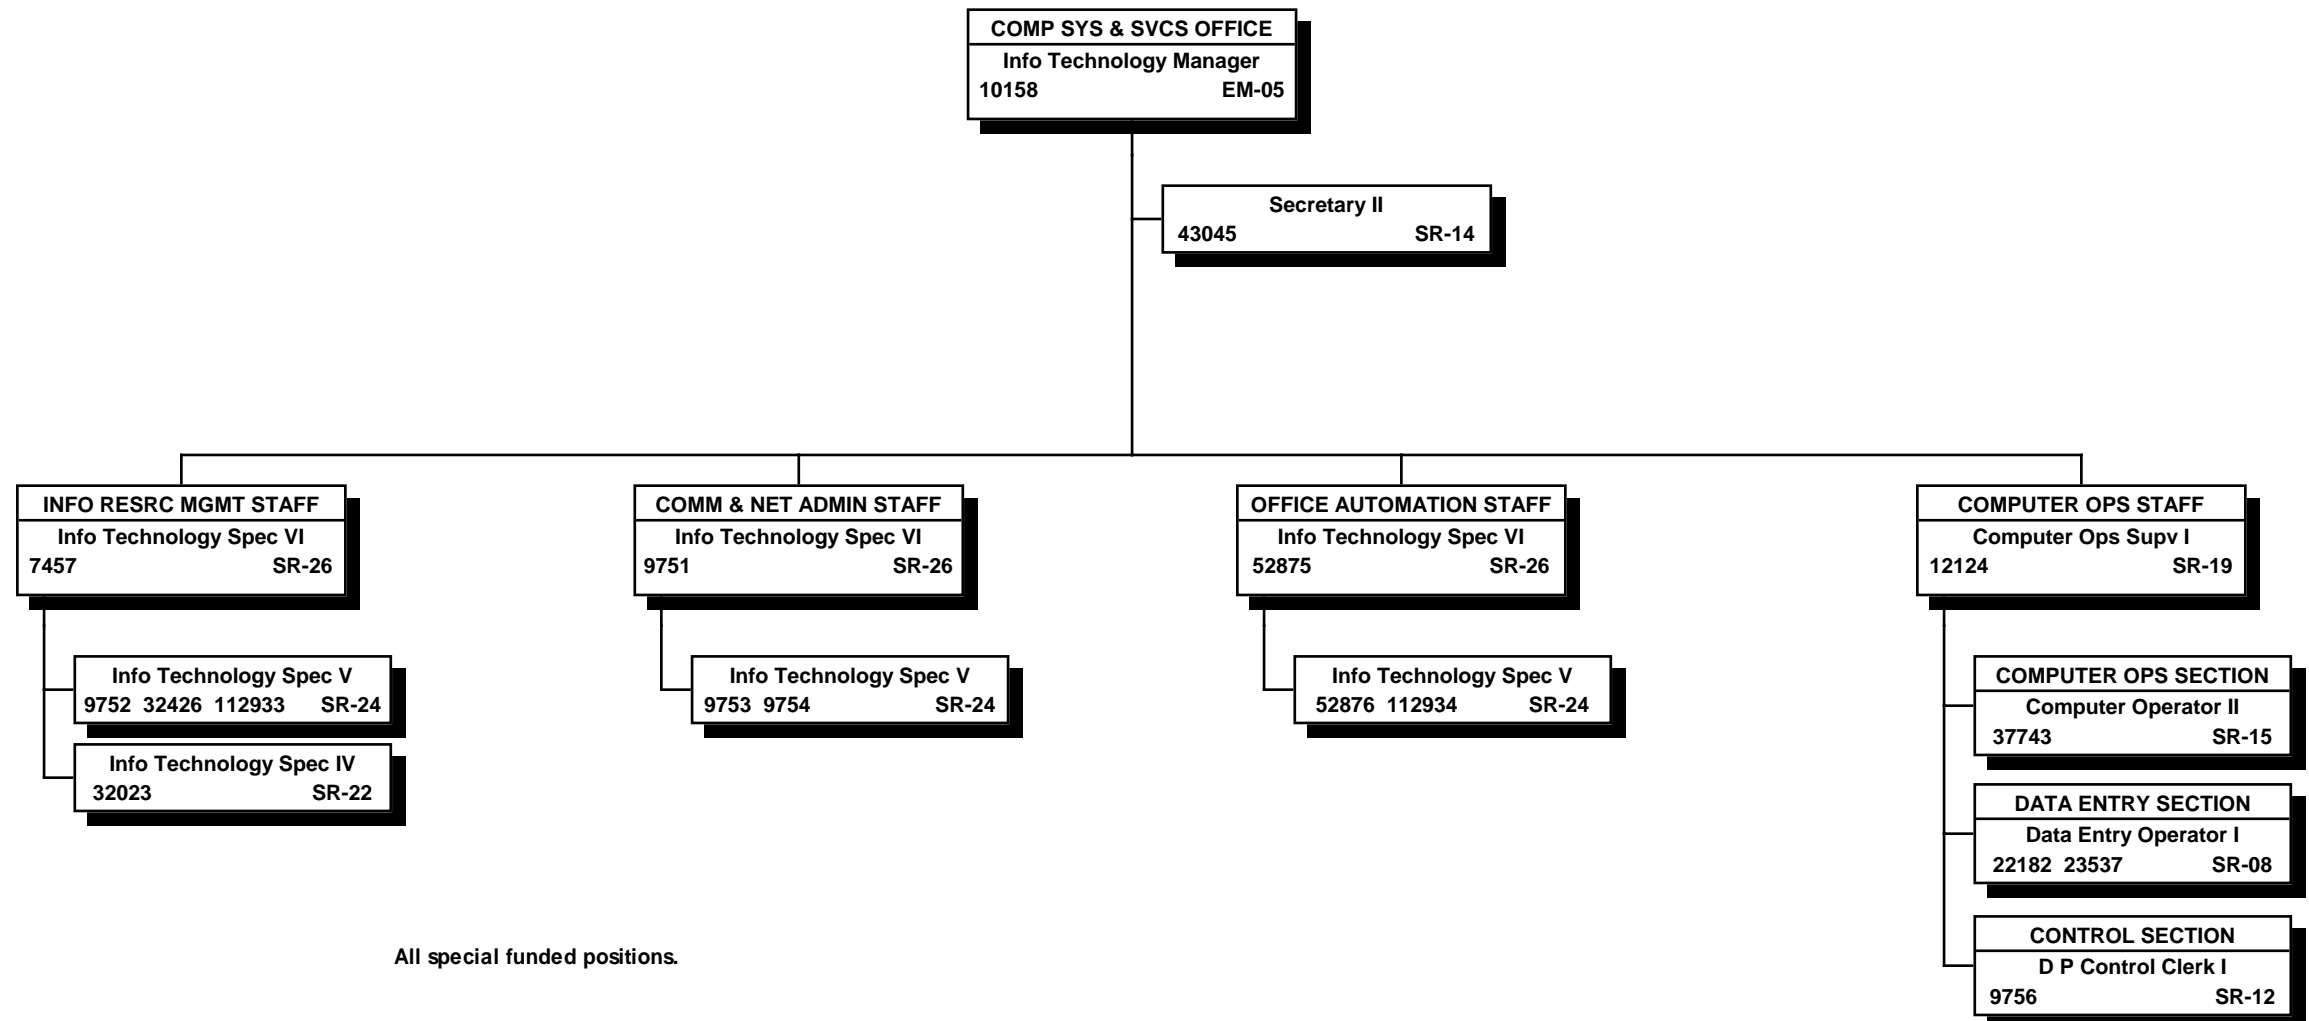 COMP SYS & SVCS OFFICE
Info Technology Manager
10158 EM-05
Secretary II
43045 SR-14
INFO RESRC MGMT STAFF
Info Technology Spec VI
7457 SR-26
Info Technology Spec V
9752 32426 112933 SR-24
Info Technology Spec IV
32023 SR-22
COMM & NET ADMIN STAFF
Info Technology Spec VI
9751 SR-26
Info Technology Spec V
9753 9754 SR-24
OFFICE AUTOMATION STAFF
Info Technology Spec VI
52875 SR-26
Info Technology Spec V
52876 112934 SR-24
COMPUTER OPS STAFF
Computer Ops Supv I
12124 SR-19
COMPUTER OPS SECTION
Computer Operator II
37743 SR-15
DATA ENTRY SECTION
Data Entry Operator I
22182 23537 SR-08
CONTROL SECTION
D P Control Clerk I
9756 SR-12
All special funded positions.